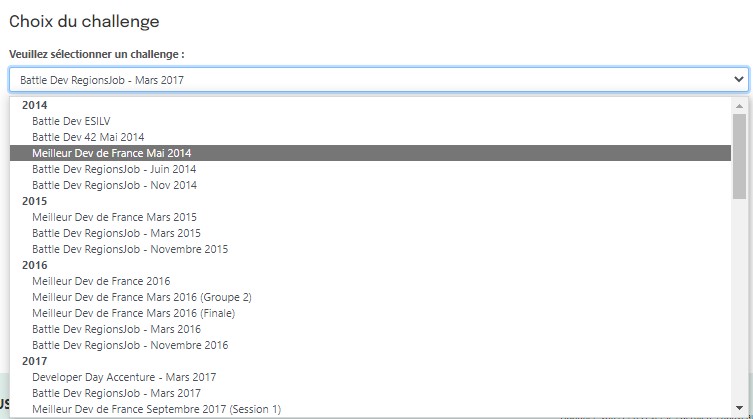 Choix du challenge
Veuillez sélectionner un challenge :
Battle Dev RegionsJob - Mars 2017
2014
Battle Dev ESILV
Battle Dev 42 Mai 2014
Meilleur Dev de France Mai 2014
Battle Dev RegionsJob - Juin 2014
Battle Dev RegionsJob - Nov 2014
2015
Meilleur Dev de France Mars 2015
Battle Dev RegionsJob - Mars 2015
Battle Dev RegionsJob - Novembre 2015
2016
Meilleur Dev de France 2016
Meilleur Dev de France Mars 2016 (Groupe 2)
Meilleur Dev de France Mars 2016 (Finale)
Battle Dev RegionsJob - Mars 2016
Battle Dev RegionsJob - Novembre 2016
2017
Developer Day Accenture - Mars 2017
Battle Dev RegionsJob - Mars 2017
Meilleur Dev de France Septembre 2017 (Session 1)